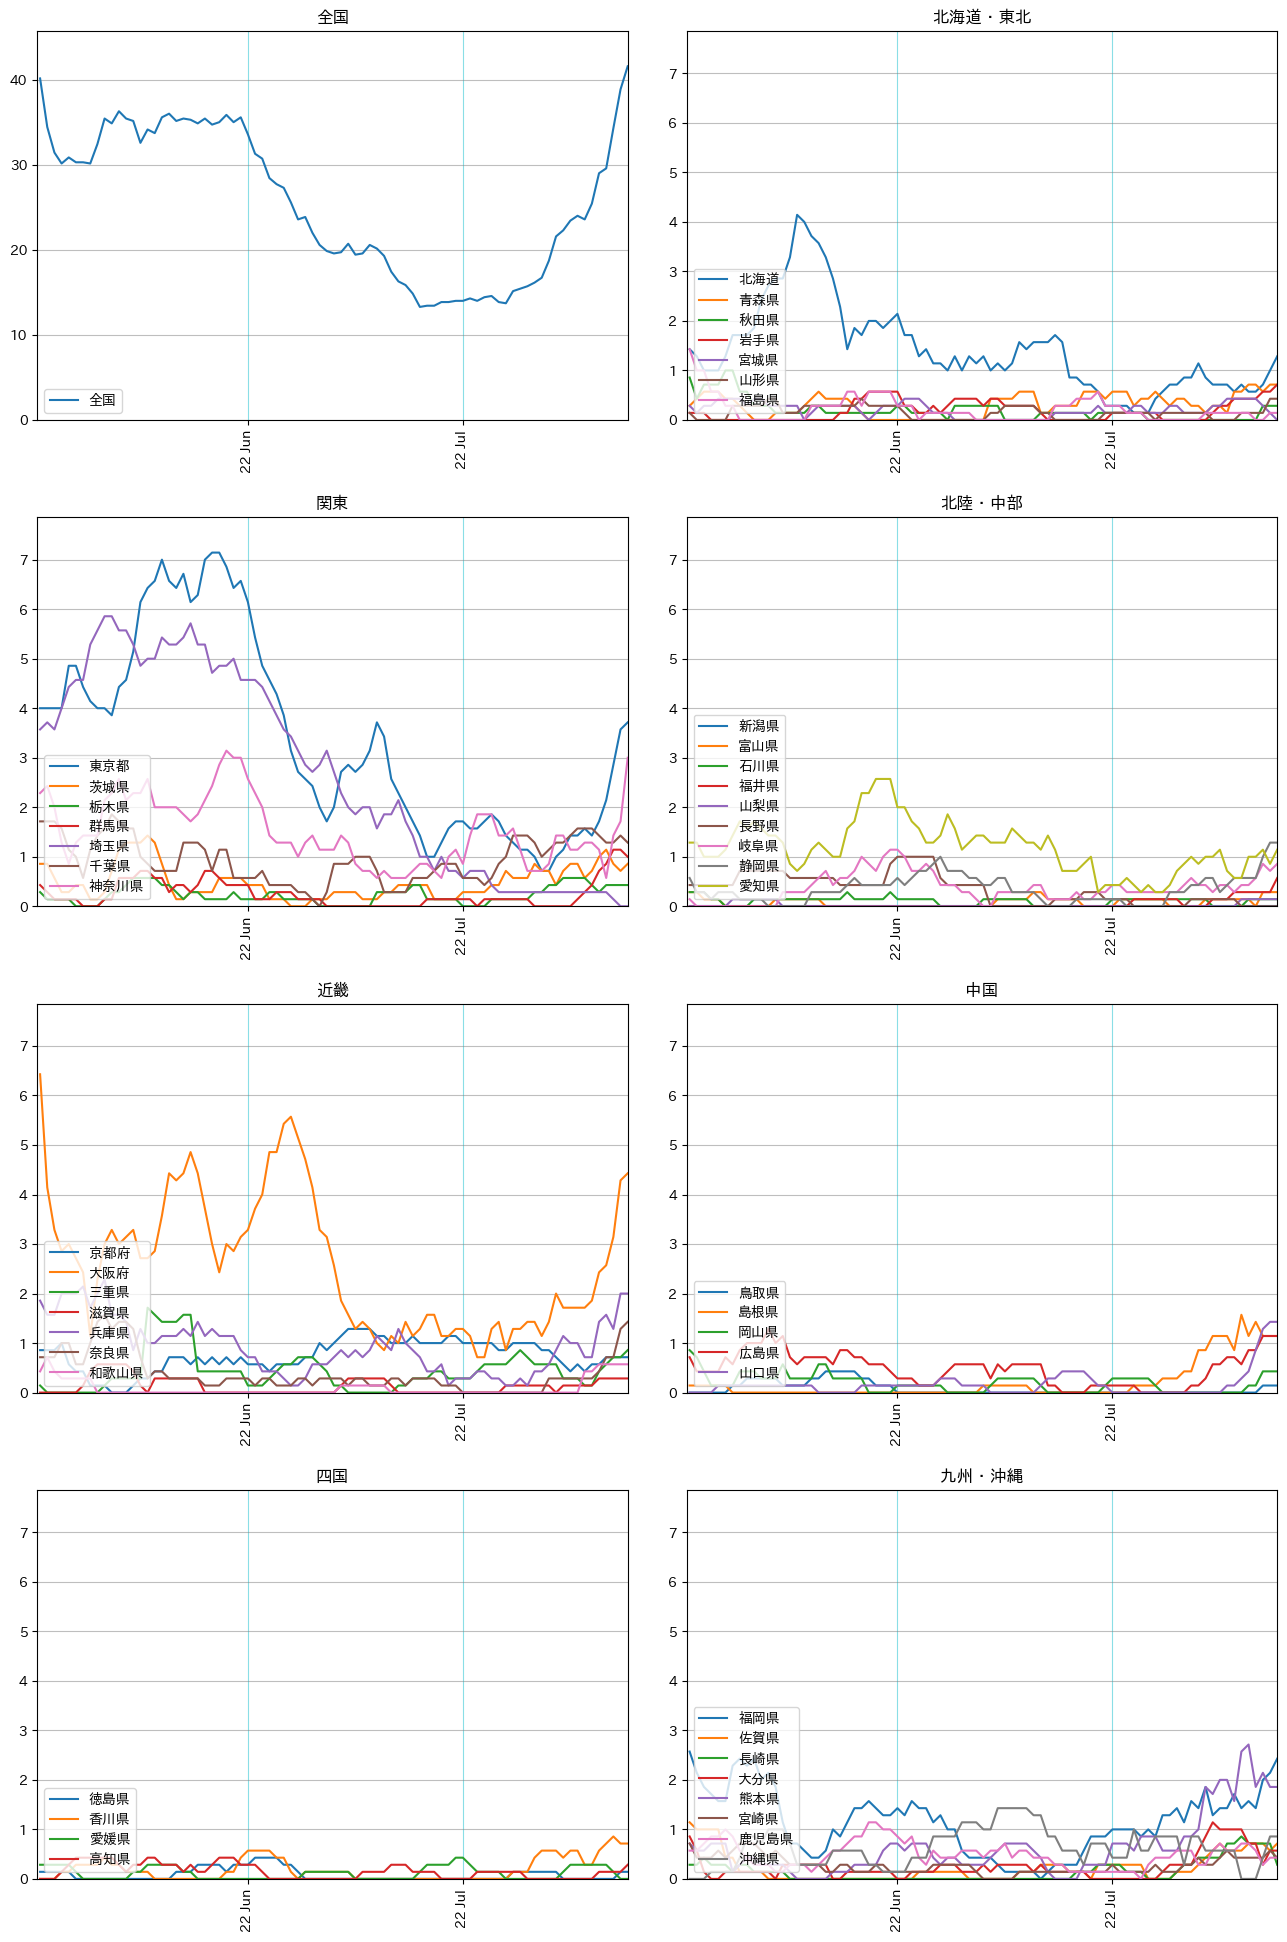 全国
40
30
20
10
0
全国
22 Jun
22 Jul
北海道・東北
7
6
5
4
3
2
1
0
北海道
青森県
秋田県
岩手県
宮城県
山形県
福島県
22 Jun
22 Jul
関東
7
6
5
4
3
2
1
0
東京都
茨城県
栃木県
群馬県
埼玉県
千葉県
神奈川県
22 Jun
22 Jul
北陸・中部
7
6
5
4
3
2
1
0
新潟県
富山県
石川県
福井県
山梨県
長野県
岐阜県
静岡県
愛知県
22 Jun
22 Jul
近畿
7
6
5
4
3
2
1
0
京都府
大阪府
三重県
滋賀県
兵庫県
奈良県
和歌山県
22 Jun
22 Jul
中国
7
6
5
4
3
2
1
0
鳥取県
島根県
岡山県
広島県
山口県
22 Jun
22 Jul
四国
7
6
5
4
3
2
1
0
徳島県
香川県
愛媛県
高知県
22 Jun
22 Jul
九州・沖縄
7
6
5
4
3
2
1
0
福岡県
佐賀県
長崎県
大分県
熊本県
宮崎県
鹿児島県
沖縄県
22 Jun
22 Jul